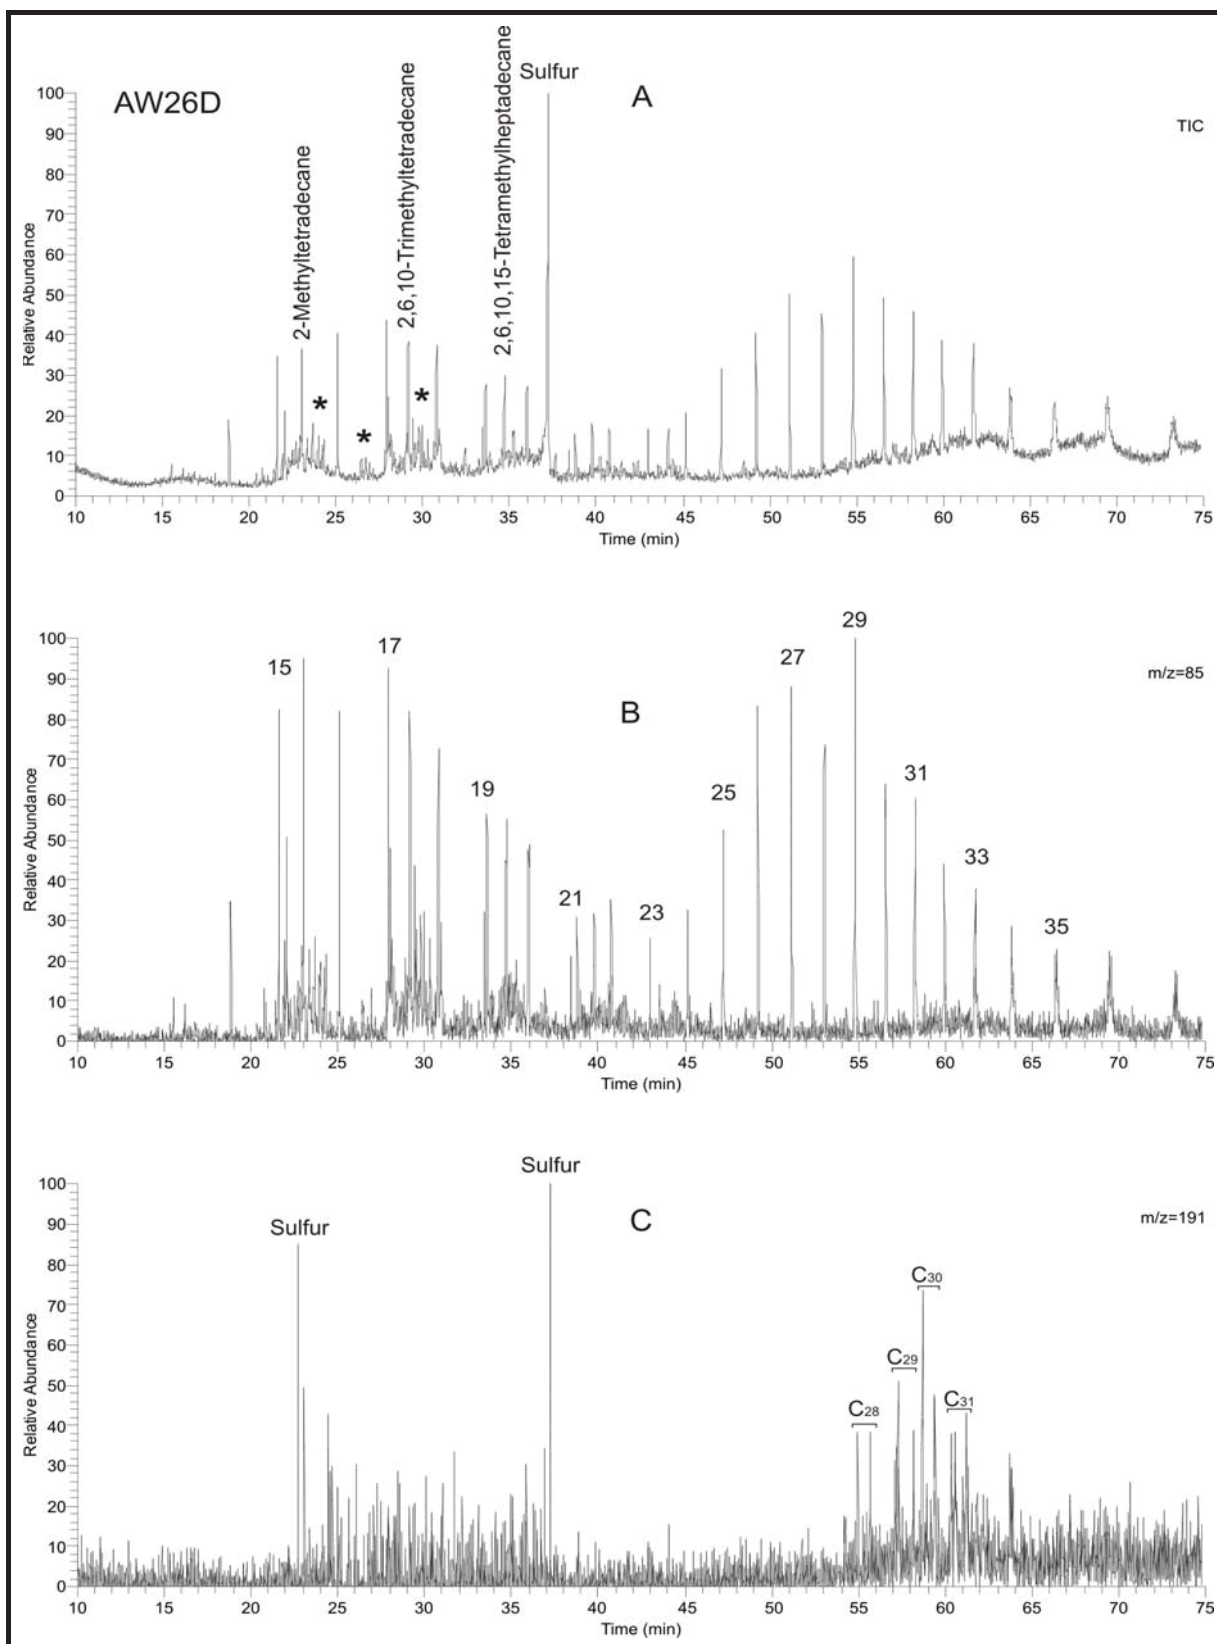 AW26D
A
TIC
2-Methyltetradecane
*
*
2,6,10-Trimethyltetradecane
*
2,6,10,15-Tetramethylheptadecane
Sulfur
Relative Abundance
100
90
80
70
60
50
40
30
20
10
0
10 15 20 25 30 35 40 45 50 55 60 65 70 75
Time (min)
B
m/z=85
15 17 19 21 23 25 27 29 31 33 35
Relative Abundance
100
90
80
70
60
50
40
30
20
10
0
10 15 20 25 30 35 40 45 50 55 60 65 70 75
Time (min)
C
m/z=191
Sulfur
Sulfur
C28 C29 C30 C31
Relative Abundance
100
90
80
70
60
50
40
30
20
10
0
10 15 20 25 30 35 40 45 50 55 60 65 70 75
Time (min)